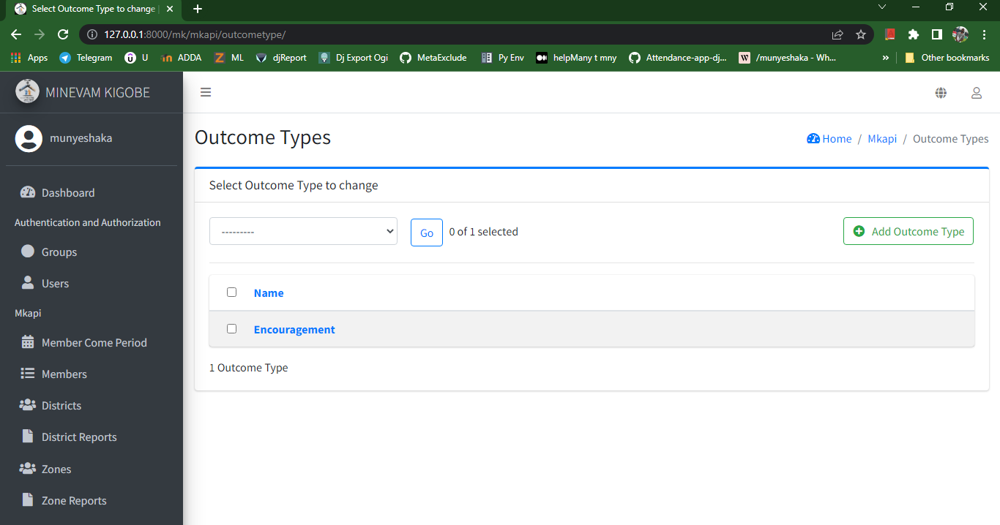 Select Outcome Type to change
127.0.0.1:8000/mk/mkapi/outcometype/
Apps Telegram U ADDA ML djReport Dj Export Ogi MetaExclude Py Env helpMany t mny Attendance-app-dj... /munyeshaka - Wh... » Other bookmarks
MINEVAM KIGOBE
munyeshaka
Dashboard
Authentication and Authorization
Groups
Users
Mkapi
Member Come Period
Members
Districts
District Reports
Zones
Zone Reports
Outcome Types
Home / Mkapi / Outcome Types
Select Outcome Type to change
---------
Go
0 of 1 selected
Add Outcome Type
Name
Encouragement
1 Outcome Type